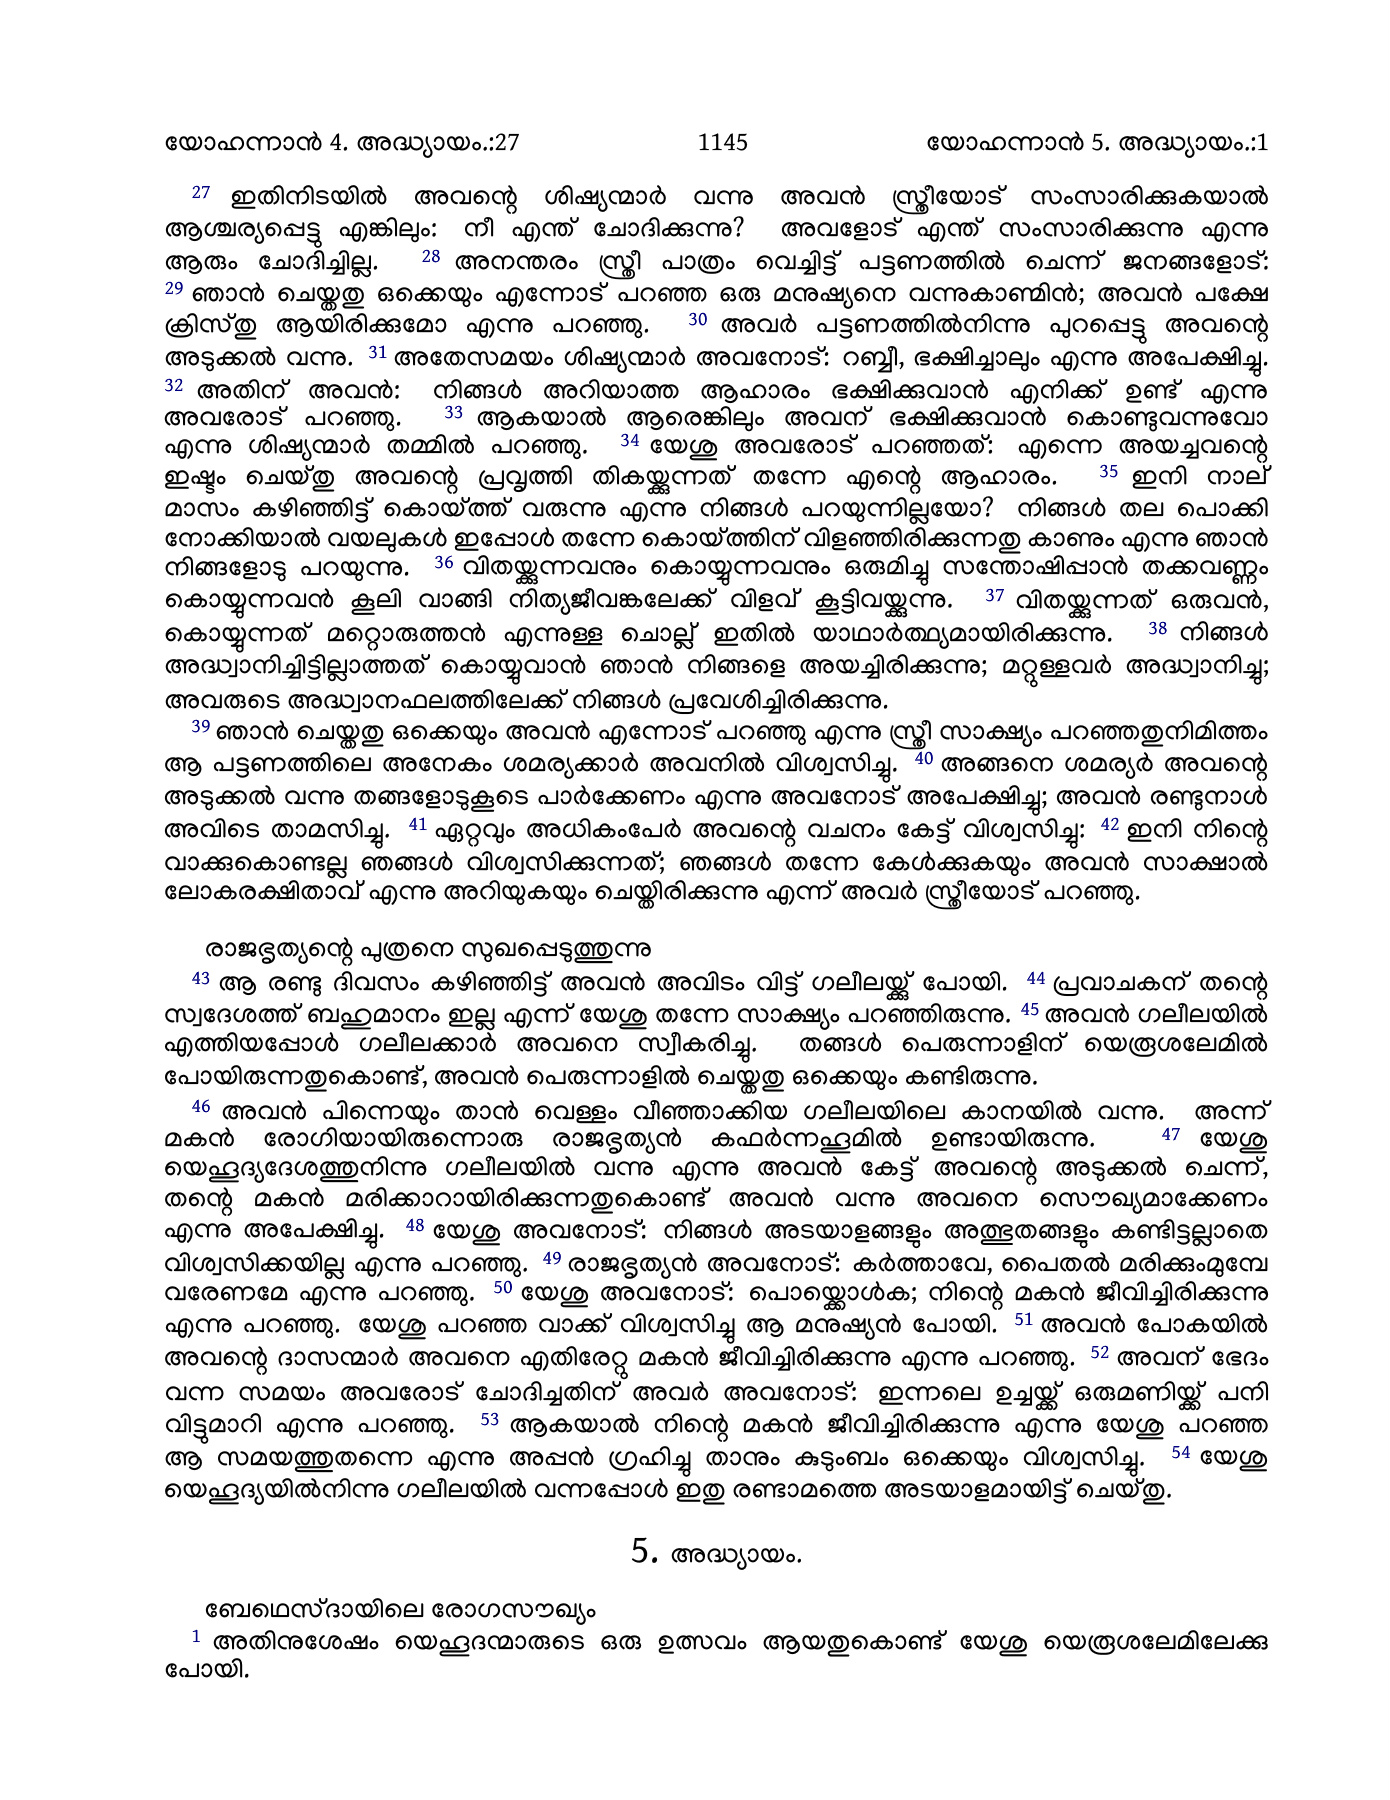 യോഹന്നാൻ 4. അദ്ധ്യായം.:27 1145 യോഹന്നാൻ 5. അദ്ധ്യായം.:1
27 ഇതിനിടയിൽ അവന്റെ ശിഷ്യന്മാർ വന്നു അവൻ സ്ത്രീയോട് സംസാരിക്കുകയാൽ
ആശ്ചര്യപ്പെട്ടു എങ്കിലും: നീ എന്ത് ചോദിക്കുന്നു? അവളോട് എന്ത് സംസാരിക്കുന്നു എന്നു
ആരും ചോദിച്ചില്ല. 28 അനന്തരം സ്ത്രീ പാത്രം വെച്ചിട്ട് പട്ടണത്തിൽ ചെന്ന് ജനങ്ങളോട്:
29 ഞാൻ ചെയ്തതു ഒക്കെയും എന്നോട് പറഞ്ഞ ഒരു മനുഷ്യനെ വന്നുകാണ്മിൻ; അവൻ പക്ഷേ
ക്രിസ്തു ആയിരിക്കുമോ എന്നു പറഞ്ഞു. 30 അവർ പട്ടണത്തിൽനിന്നു പുറപ്പെട്ടു അവന്റെ
അടുക്കൽ വന്നു. 31 അതേസമയം ശിഷ്യന്മാർ അവനോട്: റബ്ബീ, ഭക്ഷിച്ചാലും എന്നു അപേക്ഷിച്ചു.
32 അതിന് അവൻ: നിങ്ങൾ അറിയാത്ത ആഹാരം ഭക്ഷിക്കുവാൻ എനിക്ക് ഉണ്ട് എന്നു
അവരോട് പറഞ്ഞു. 33 ആകയാൽ ആരെങ്കിലും അവന് ഭക്ഷിക്കുവാൻ കൊണ്ടുവന്നുവോ
എന്നു ശിഷ്യന്മാർ തമ്മിൽ പറഞ്ഞു. 34 യേശു അവരോട് പറഞ്ഞത്: എന്നെ അയച്ചവന്റെ
ഇഷ്ടം ചെയ്തു അവന്റെ പ്രവൃത്തി തികയ്ക്കുന്നത് തന്നേ എന്റെ ആഹാരം. 35 ഇനി നാല്
മാസം കഴിഞ്ഞിട്ട് കൊയ്ത്ത് വരുന്നു എന്നു നിങ്ങൾ പറയുന്നില്ലയോ? നിങ്ങൾ തല പൊക്കി
നോക്കിയാൽ വയലുകൾ ഇപ്പോൾ തന്നേ കൊയ്ത്തിന് വിളഞ്ഞിരിക്കുന്നതു കാണും എന്നു ഞാൻ
നിങ്ങളോടു പറയുന്നു. 36 വിതയ്ക്കുന്നവനും കൊയ്യുന്നവനും ഒരുമിച്ചു സന്തോഷിപ്പാൻ തക്കവണ്ണം
കൊയ്യുന്നവൻ കൂലി വാങ്ങി നിത്യജീവങ്കലേക്ക് വിളവ് കൂട്ടിവയ്ക്കുന്നു. 37 വിതയ്ക്കുന്നത് ഒരുവൻ,
കൊയ്യുന്നത് മറ്റൊരുത്തൻ എന്നുള്ള ചൊല്ല് ഇതിൽ യാഥാർത്ഥ്യമായിരിക്കുന്നു. 38 നിങ്ങൾ
അദ്ധ്വാനിച്ചിട്ടില്ലാത്തത് കൊയ്യുവാൻ ഞാൻ നിങ്ങളെ അയച്ചിരിക്കുന്നു; മറ്റുള്ളവർ അദ്ധ്വാനിച്ചു;
അവരുടെ അദ്ധ്വാനഫലത്തിലേക്ക് നിങ്ങൾ പ്രവേശിച്ചിരിക്കുന്നു.
39 ഞാൻ ചെയ്തതു ഒക്കെയും അവൻ എന്നോട് പറഞ്ഞു എന്നു സ്ത്രീ സാക്ഷ്യം പറഞ്ഞതുനിമിത്തം
ആ പട്ടണത്തിലെ അനേകം ശമര്യക്കാർ അവനിൽ വിശ്വസിച്ചു. 40 അങ്ങനെ ശമര്യർ അവന്റെ
അടുക്കൽ വന്നു തങ്ങളോടുകൂടെ പാർക്കേണം എന്നു അവനോട് അപേക്ഷിച്ചു; അവൻ രണ്ടുനാൾ
അവിടെ താമസിച്ചു. 41 ഏറ്റവും അധികംപേർ അവന്റെ വചനം കേട്ട് വിശ്വസിച്ചു: 42 ഇനി നിന്റെ
വാക്കുകൊണ്ടല്ല ഞങ്ങൾ വിശ്വസിക്കുന്നത്; ഞങ്ങൾ തന്നേ കേൾക്കുകയും അവൻ സാക്ഷാൽ
ലോകരക്ഷിതാവ് എന്നു അറിയുകയും ചെയ്തിരിക്കുന്നു എന്ന് അവർ സ്ത്രീയോട് പറഞ്ഞു.
രാജഭൃത്യന്റെ പുത്രനെ സുഖപ്പെടുത്തുന്നു
43 ആ രണ്ടു ദിവസം കഴിഞ്ഞിട്ട് അവൻ അവിടം വിട്ട് ഗലീലയ്ക്ക് പോയി. 44 പ്രവാചകന് തന്റെ
സ്വദേശത്ത് ബഹുമാനം ഇല്ല എന്ന് യേശു തന്നേ സാക്ഷ്യം പറഞ്ഞിരുന്നു. 45 അവൻ ഗലീലയിൽ
എത്തിയപ്പോൾ ഗലീലക്കാർ അവനെ സ്വീകരിച്ചു. തങ്ങൾ പെരുന്നാളിന് യെരൂശലേമിൽ
പോയിരുന്നതുകൊണ്ട്, അവൻ പെരുന്നാളിൽ ചെയ്തതു ഒക്കെയും കണ്ടിരുന്നു.
46 അവൻ പിന്നെയും താൻ വെള്ളം വീഞ്ഞാക്കിയ ഗലീലയിലെ കാനയിൽ വന്നു. അന്ന്
മകൻ രോഗിയായിരുന്നൊരു രാജഭൃത്യൻ കഫർന്നഹൂമിൽ ഉണ്ടായിരുന്നു. 47 യേശു
യെഹൂദ്യദേശത്തുനിന്നു ഗലീലയിൽ വന്നു എന്നു അവൻ കേട്ട് അവന്റെ അടുക്കൽ ചെന്ന്,
തന്റെ മകൻ മരിക്കാറായിരിക്കുന്നതുകൊണ്ട് അവൻ വന്നു അവനെ സൌഖ്യമാക്കേണം
എന്നു അപേക്ഷിച്ചു. 48 യേശു അവനോട്: നിങ്ങൾ അടയാളങ്ങളും അത്ഭുതങ്ങളും കണ്ടിട്ടല്ലാതെ
വിശ്വസിക്കയില്ല എന്നു പറഞ്ഞു. 49 രാജഭൃത്യൻ അവനോട്: കർത്താവേ, പൈതൽ മരിക്കുംമുമ്പേ
വരേണമേ എന്നു പറഞ്ഞു. 50 യേശു അവനോട്: പൊയ്ക്കൊൾക; നിന്റെ മകൻ ജീവിച്ചിരിക്കുന്നു
എന്നു പറഞ്ഞു. യേശു പറഞ്ഞ വാക്ക് വിശ്വസിച്ചു ആ മനുഷ്യൻ പോയി. 51 അവൻ പോകയിൽ
അവന്റെ ദാസന്മാർ അവനെ എതിരേറ്റു മകൻ ജീവിച്ചിരിക്കുന്നു എന്നു പറഞ്ഞു. 52 അവന് ഭേദം
വന്ന സമയം അവരോട് ചോദിച്ചതിന് അവർ അവനോട്: ഇന്നലെ ഉച്ചയ്ക്ക് ഒരുമണിയ്ക്ക് പനി
വിട്ടുമാറി എന്നു പറഞ്ഞു. 53 ആകയാൽ നിന്റെ മകൻ ജീവിച്ചിരിക്കുന്നു എന്നു യേശു പറഞ്ഞ
ആ സമയത്തുതന്നെ എന്നു അപ്പൻ ഗ്രഹിച്ചു താനും കുടുംബം ഒക്കെയും വിശ്വസിച്ചു. 54 യേശു
യെഹൂദ്യയിൽനിന്നു ഗലീലയിൽ വന്നപ്പോൾ ഇതു രണ്ടാമത്തെ അടയാളമായിട്ട് ചെയ്തു.
5. അദ്ധ്യായം.
ബേഥെസ്ദായിലെ രോഗസൗഖ്യം
1 അതിനുശേഷം യെഹൂദന്മാരുടെ ഒരു ഉത്സവം ആയതുകൊണ്ട് യേശു യെരൂശലേമിലേക്കു
പോയി.